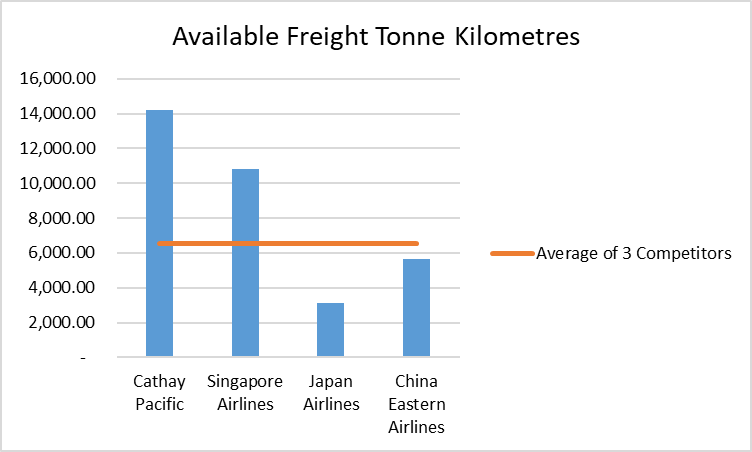 Available Freight Tonne Kilometres
16,000.00
14,000.00
12,000.00
10,000.00
8,000.00
6,000.00
4,000.00
2,000.00
-
Cathay
Pacific
Singapore
Airlines
Japan
Airlines
China
Eastern
Airlines
Average of 3 Competitors